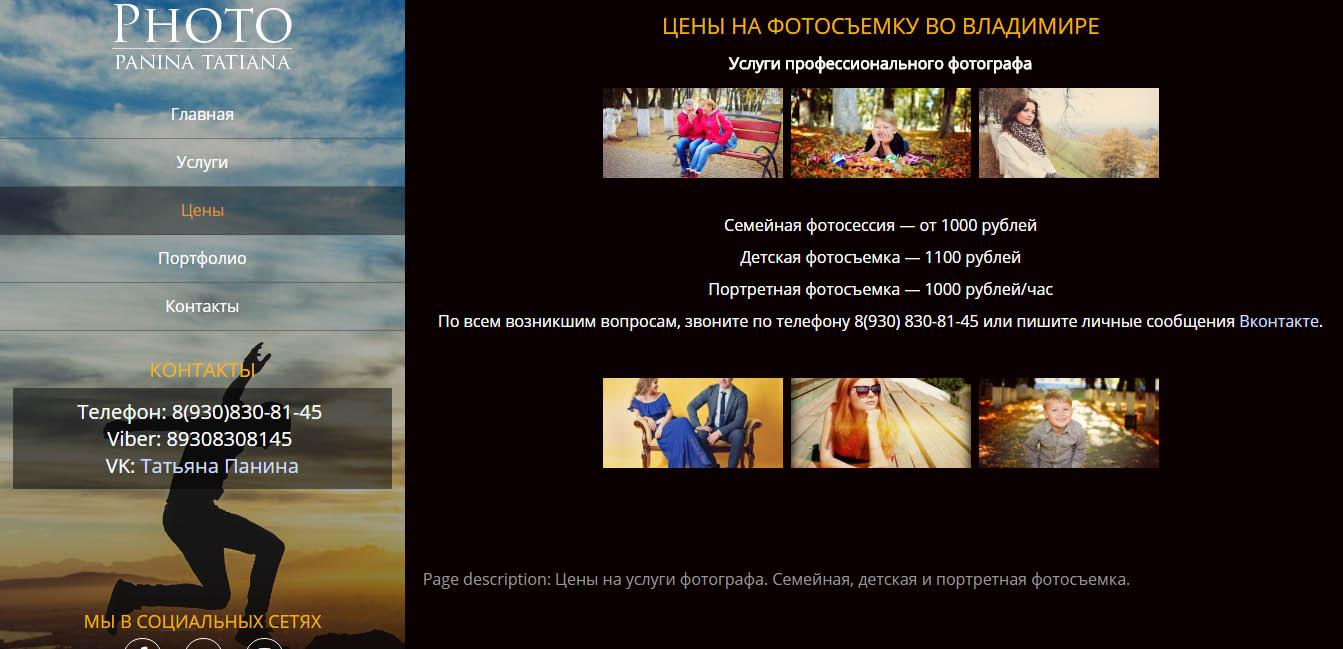 PHOTO
PANINA TATIANA
Главная
Услуги
Цены
Портфолио
Контакты
КОНТАКТЫ
Телефон: 8(930)830-81-45
Viber: 89308308145
VK: Татьяна Панина
МЫ В СОЦИАЛЬНЫХ СЕТЯХ
ЦЕНЫ НА ФОТОСЪЕМКУ ВО ВЛАДИМИРЕ
Услуги профессионального фотографа
Семейная фотосессия — от 1000 рублей
Детская фотосъемка — 1100 рублей
Портретная фотосъемка — 1000 рублей/час
По всем возникшим вопросам, звоните по телефону 8(930) 830-81-45 или пишите личные сообщения Вконтакте.
Page description: Цены на услуги фотографа. Семейная, детская и портретная фотосъемка.